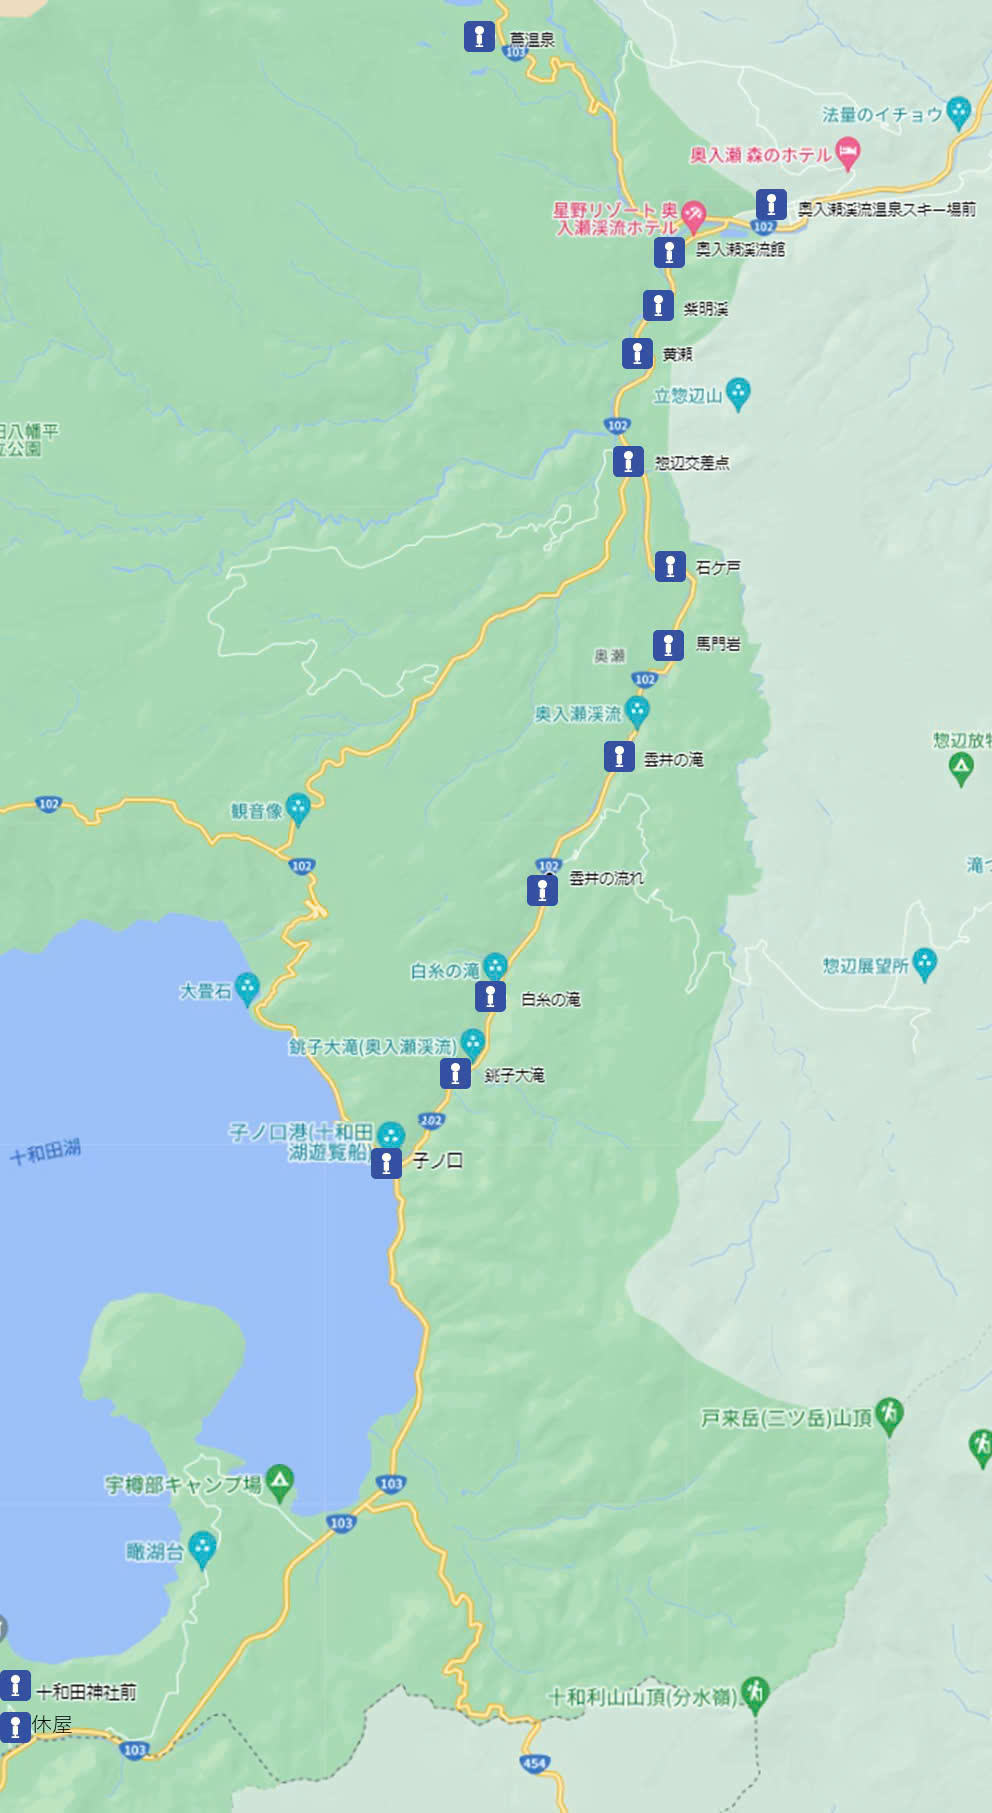 蔦温泉
103
法量のイチョウ
奥入瀬 森のホテル
星野リゾート 奥
入瀬渓流ホテル
奥入瀬渓流温泉スキー場前
102
奥入瀬渓流館
紫明渓
黄瀬
立惣辺山
102
田八幡平
立公園
惣辺交差点
石ケ戸
馬門岩
奥瀬
102
奥入瀬渓流
雲井の滝
惣辺放牧
102
観音像
102
102
雲井の流れ
滝つ
白糸の滝
惣辺展望所
大畳石
白糸の滝
銚子大滝(奥入瀬渓流)
銚子大滝
102
子ノ口港(十和田
湖遊覧船)
子ノ口
十和田湖
戸来岳(三ツ岳)山頂
宇樽部キャンプ場
103
103
瞰湖台
十和田神社前
十和利山山頂(分水嶺)
休屋
103
454